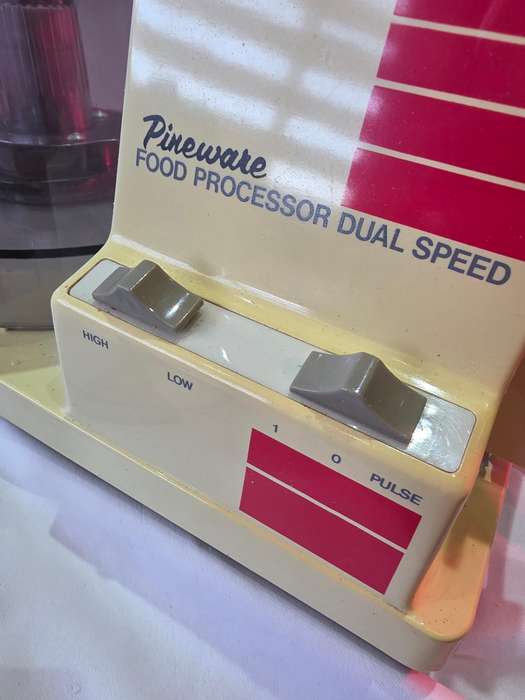 Pineware
FOOD PROCESSOR DUAL SPEED
HIGH
LOW
1
0
PULSE